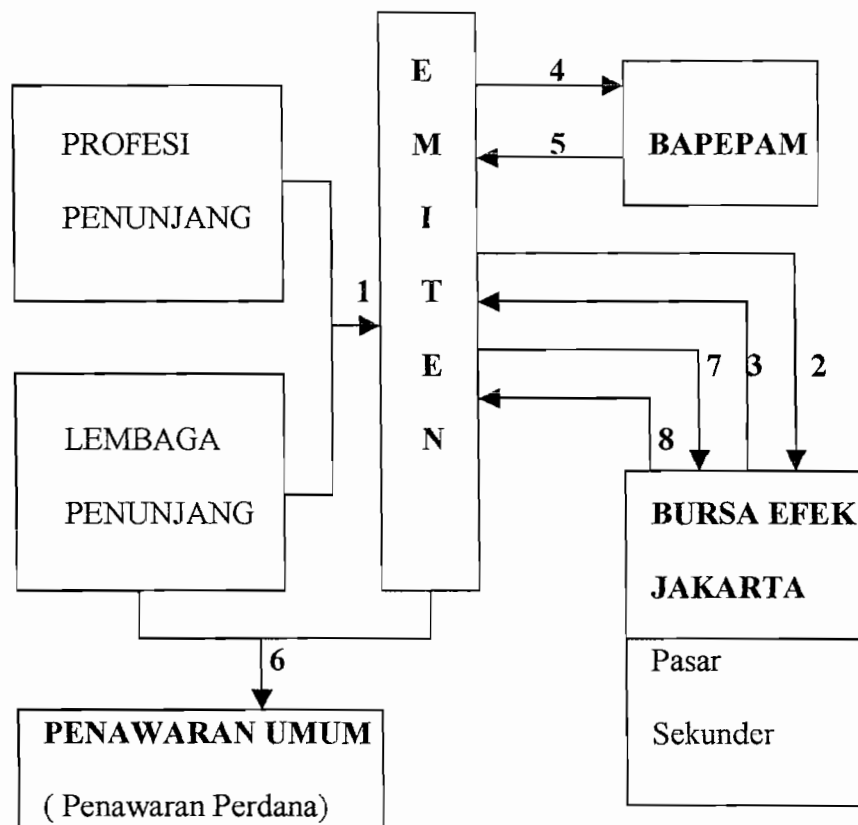 PROFESI
PENUNJANG
LEMBAGA
PENUNJANG
1
E
M
I
T
E
N
4
5
BAPEPAM
7
3
2
8
BURSA EFEK
JAKARTA
Pasar
Sekunder
6
PENAWARAN UMUM
( Penawaran Perdana)